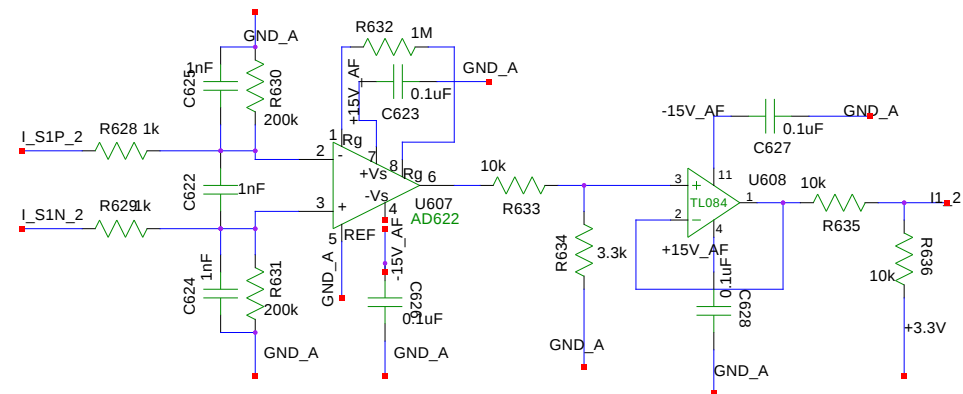 GND_A
R632
1M
1nF
C625
R630
200k
+15V_AF
C623
0.1uF
GND_A
I_S1P_2
R628 1k
1 Rg
2 -
7
+Vs
8 Rg
6
C622
1nF
-Vs
4
U607
AD622
I_S1N_2
R629 1k
3 +
5 REF
GND_A
-15V_AF
1nF
C624
R631
200k
C626
0.1uF
GND_A
GND_A
10k
R633
R634
3.3k
GND_A
-15V_AF
C627
0.1uF
GND_A
3 +
11
U608
TL084
1
2 −
4
+15V_AF
0.1uF
C628
GND_A
10k
R635
I1_2
R636
10k
+3.3V